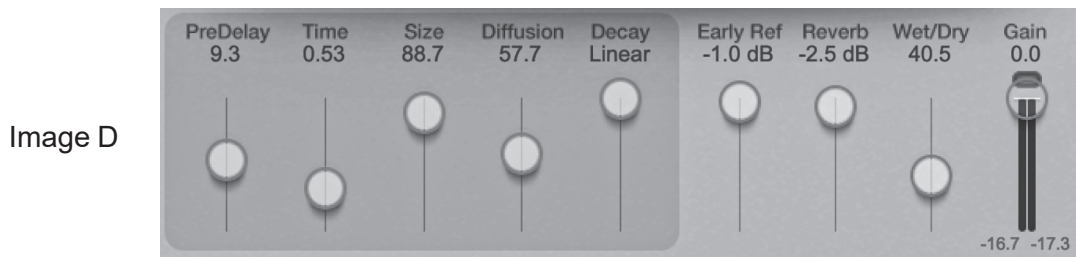 PreDelay Time Size Diffusion Decay Early Ref Reverb Wet/Dry Gain
9.3 0.53 88.7 57.7 Linear -1.0 dB -2.5 dB 40.5 0.0
Image D
-16.7 -17.3